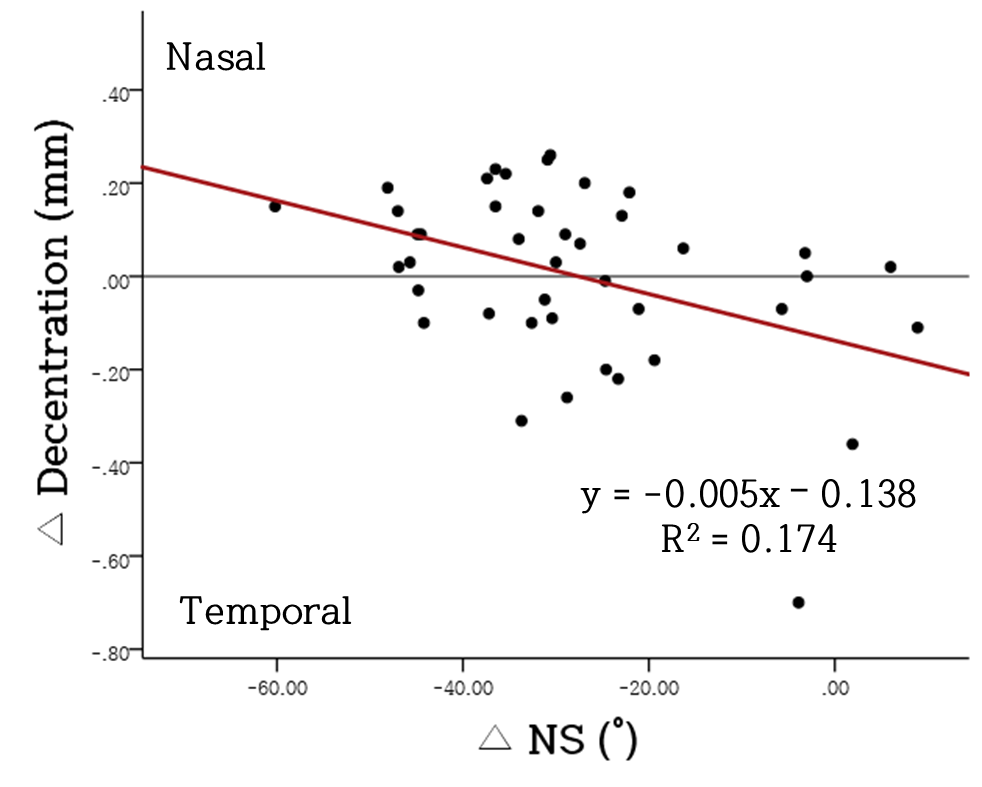 Nasal
.40
.20
.00
-.20
-.40
-.60
-.80
△ Decentration (mm)
y = -0.005x - 0.138
R² = 0.174
Temporal
-60.00
-40.00
-20.00
.00
△ NS (°)